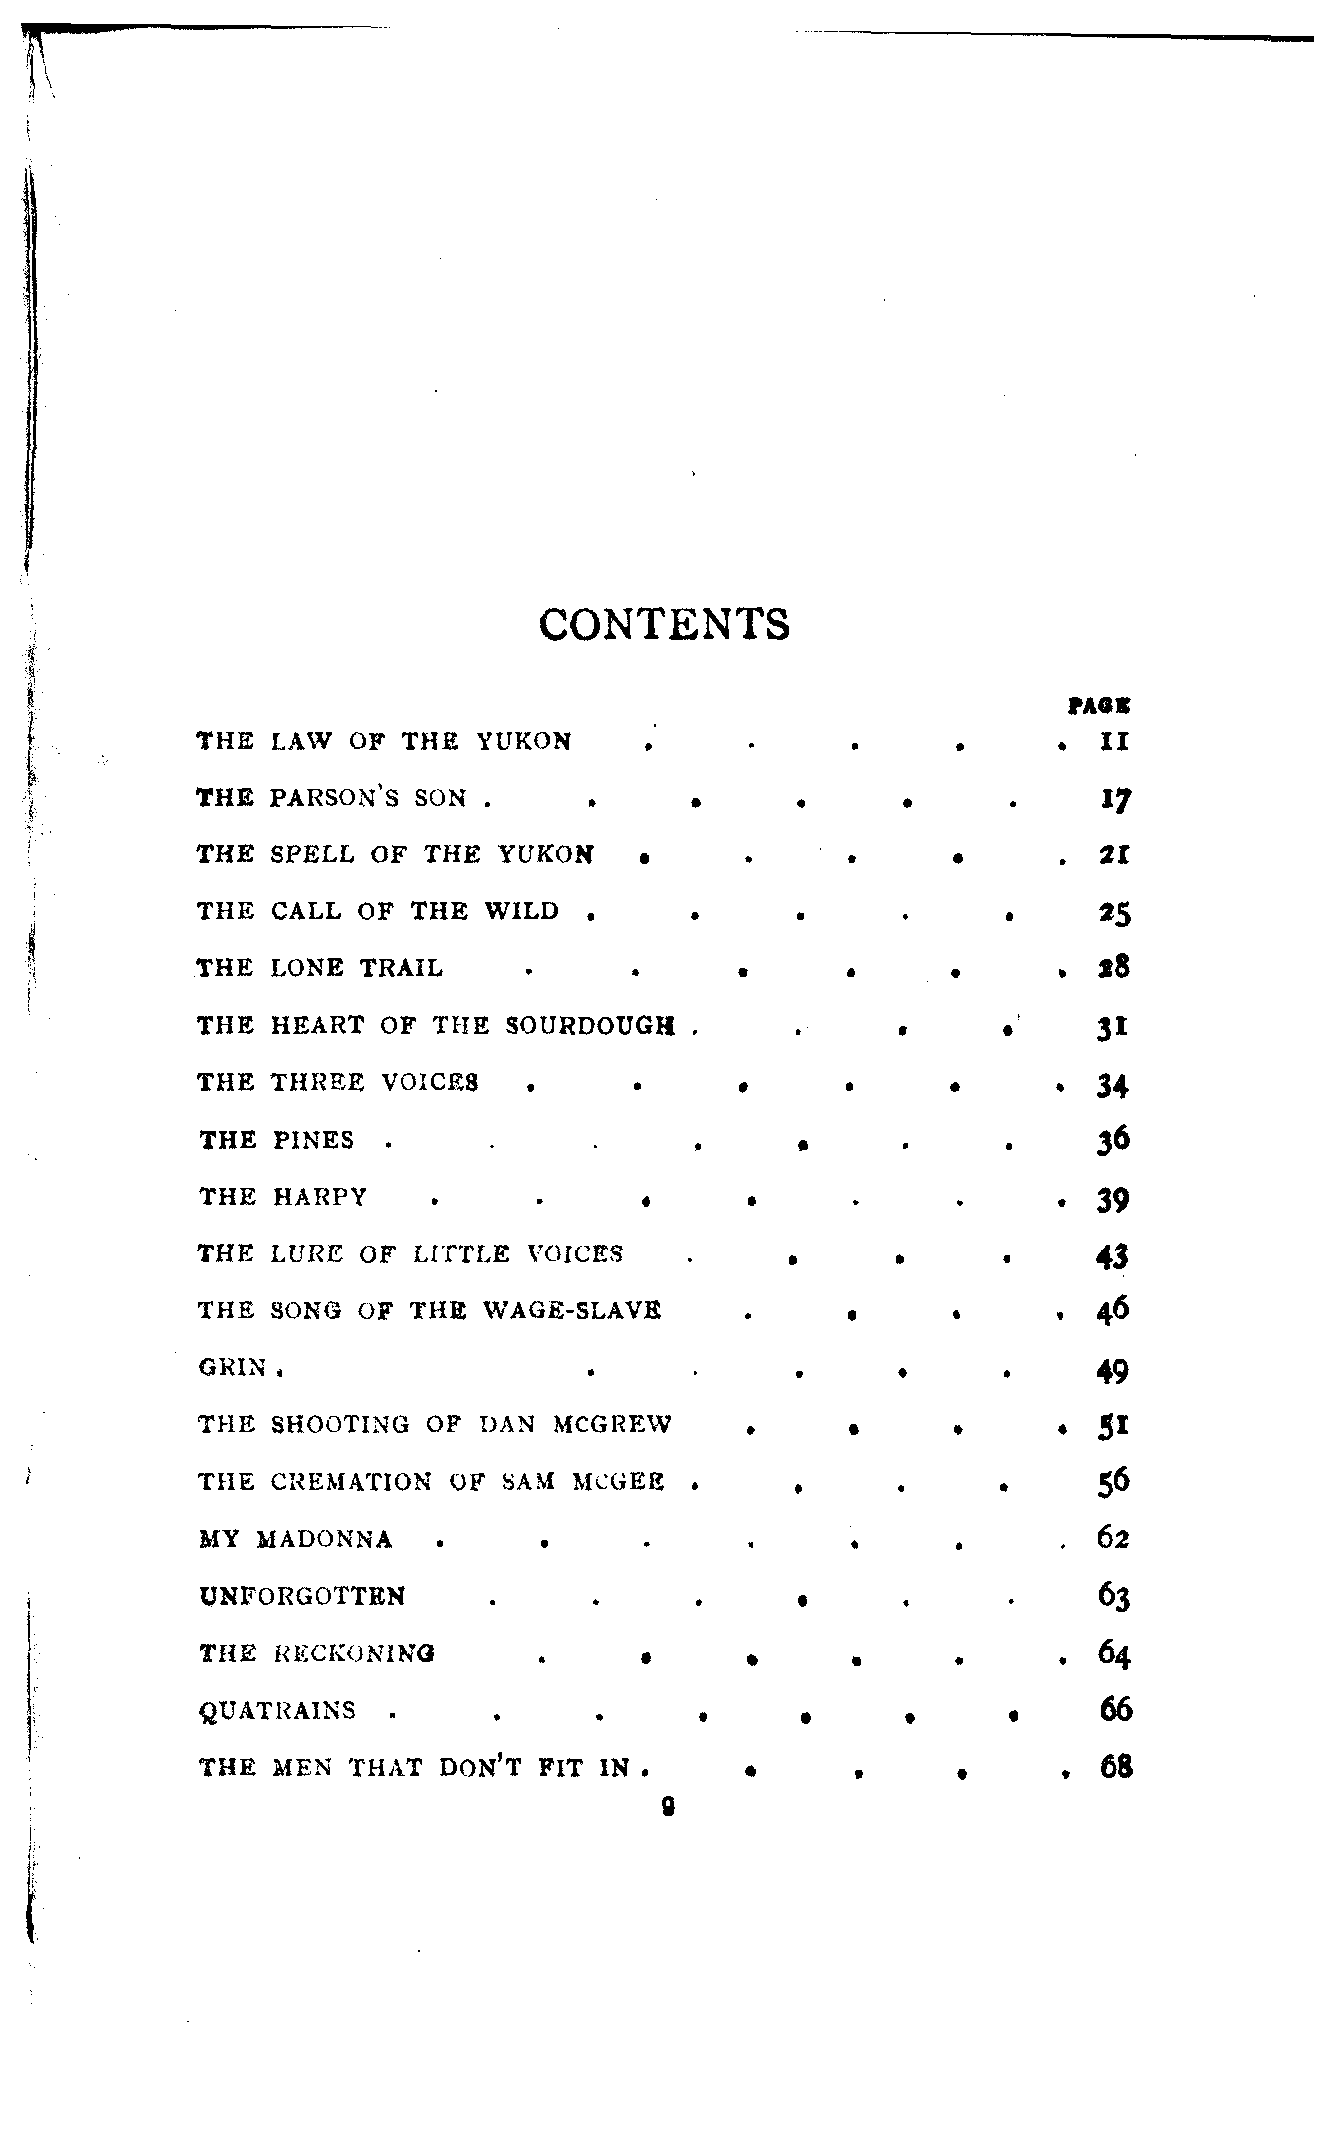 CONTENTS
PAGE
THE LAW OF THE YUKON . . . . . 11
THE PARSON'S SON . . . . . . 17
THE SPELL OF THE YUKON . . . . . 21
THE CALL OF THE WILD . . . . . 25
THE LONE TRAIL . . . . . . 28
THE HEART OF THE SOURDOUGH . . . . 31
THE THREE VOICES . . . . . . 34
THE PINES . . . . . . . 36
THE HARPY . . . . . . . 39
THE LURE OF LITTLE VOICES . . . . 43
THE SONG OF THE WAGE-SLAVE . . . . 46
GRIN . . . . . . 49
THE SHOOTING OF DAN MCGREW . . . . 51
THE CREMATION OF SAM MCGEE . . . . 56
MY MADONNA . . . . . . . 62
UNFORGOTTEN . . . . . . 63
THE RECKONING . . . . . . 64
QUATRAINS . . . . . . . 66
THE MEN THAT DON'T FIT IN . . . . . 68
9